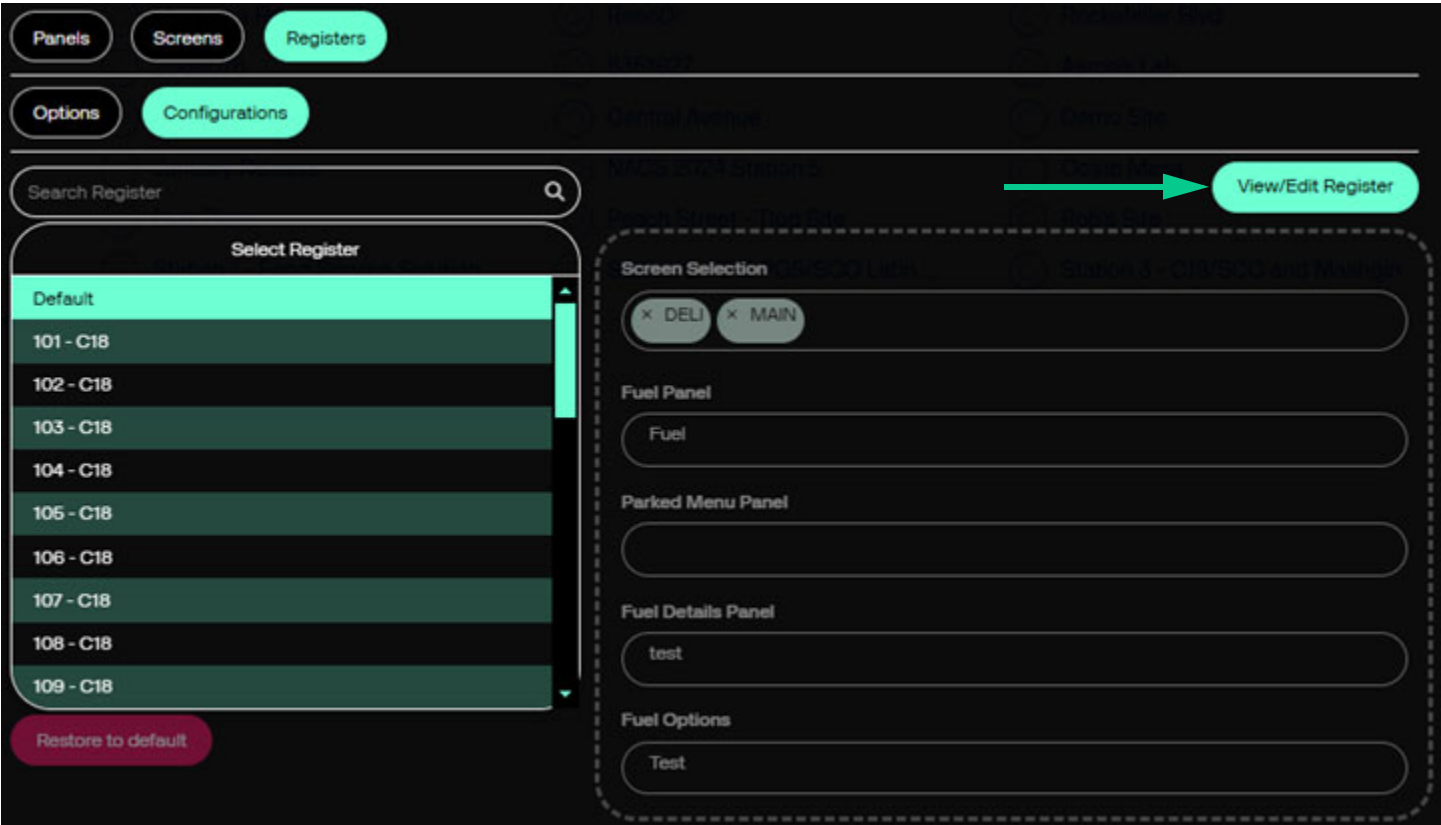 Panels Screens Registers
Options Configurations
Search Register
View/Edit Register
Select Register
Default
101 - C18
102 - C18
103 - C18
104 - C18
105 - C18
106 - C18
107 - C18
108 - C18
109 - C18
Restore to default
Screen Selection
× DELI × MAIN
Fuel Panel
Fuel
Parked Menu Panel
Fuel Details Panel
test
Fuel Options
Test